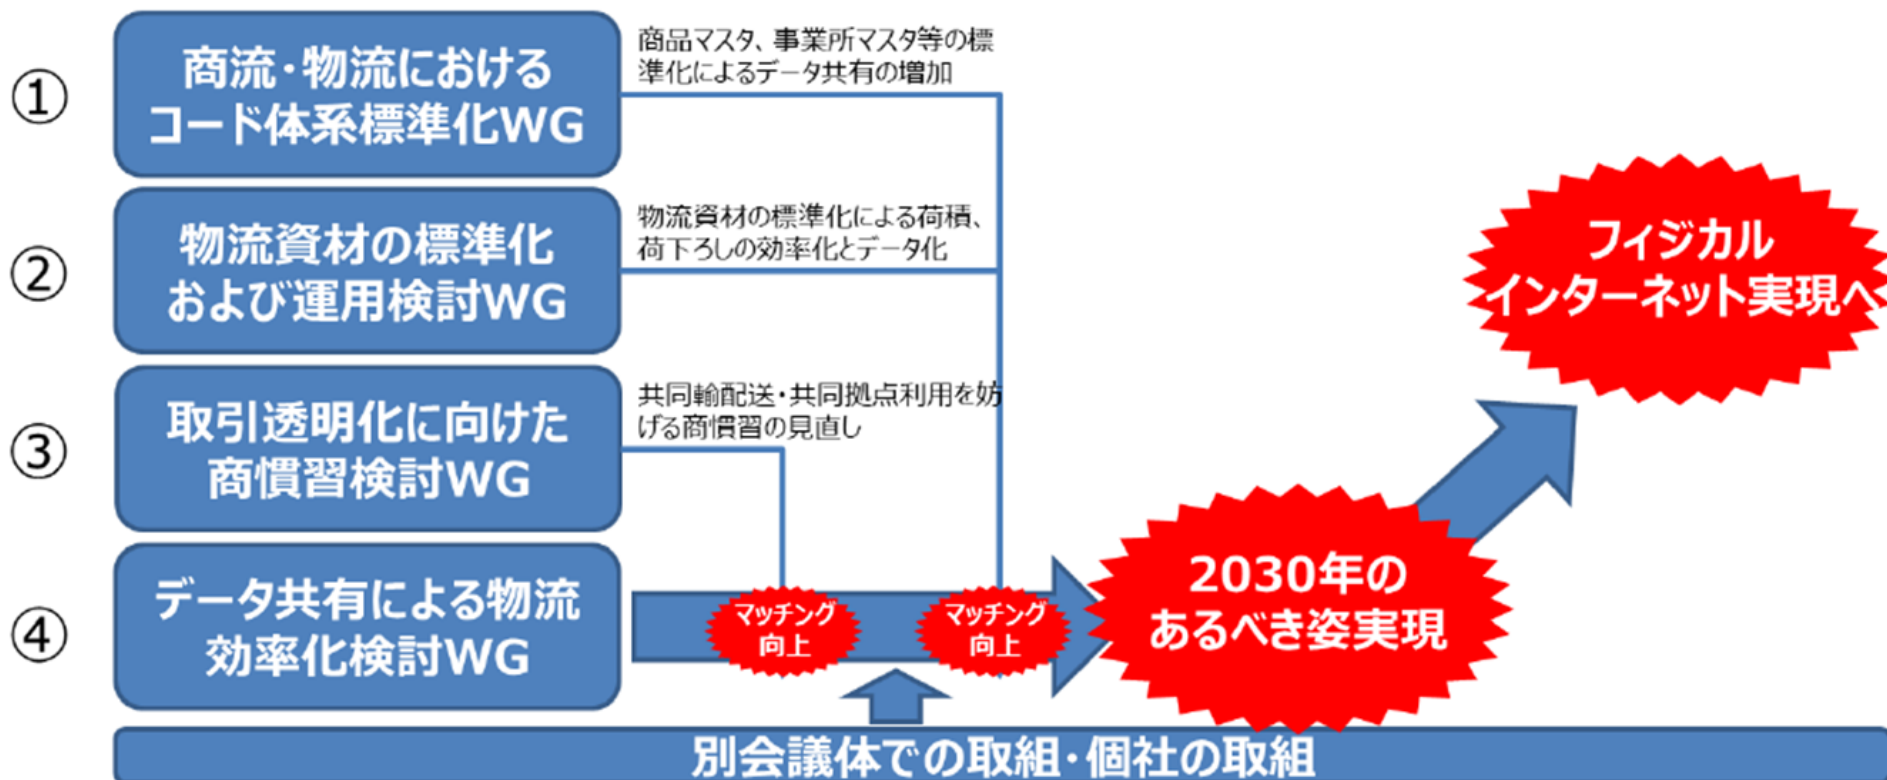 ①
商流・物流における
コード体系標準化WG
商品マスタ、事業所マスタ等の標
準化によるデータ共有の増加
②
物流資材の標準化
および運用検討WG
物流資材の標準化による荷積、
荷下ろしの効率化とデータ化
③
取引透明化に向けた
商慣習検討WG
共同輸配送・共同拠点利用を妨
げる商慣習の見直し
④
データ共有による物流
効率化検討WG
マッチング
向上
マッチング
向上
2030年の
あるべき姿実現
フィジカル
インターネット実現へ
別会議体での取組・個社の取組